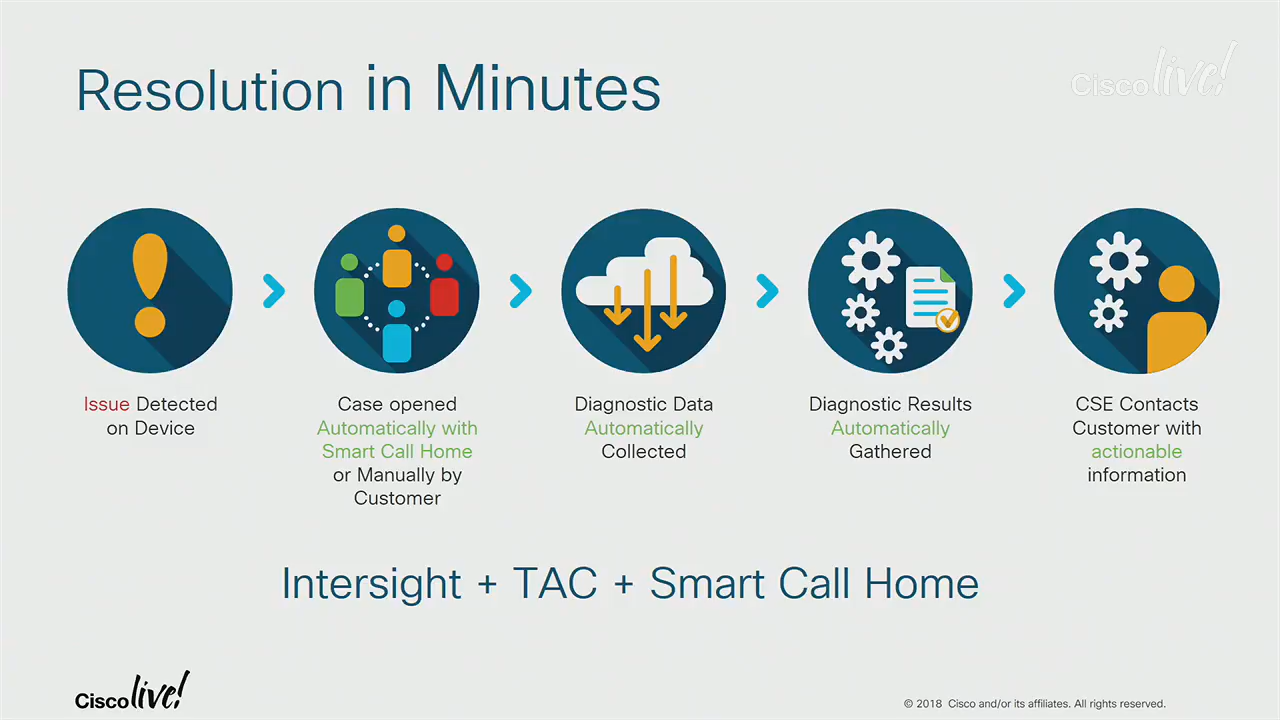 Resolution in Minutes
Cisco live!
Issue Detected
on Device
Case opened
Automatically with
Smart Call Home
or Manually by
Customer
Diagnostic Data
Automatically
Collected
Diagnostic Results
Automatically
Gathered
CSE Contacts
Customer with
actionable
information
Intersight + TAC + Smart Call Home
Cisco live!
© 2018 Cisco and/or its affiliates. All rights reserved.